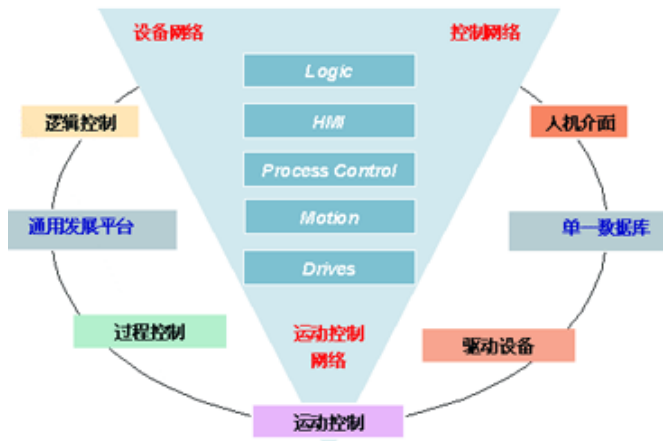 设备网络
控制网络
Logic
HMI
逻辑控制
人机介面
Process Control
Motion
通用发展平台
单一数据库
Drives
过程控制
运动控制
网络
驱动设备
运动控制